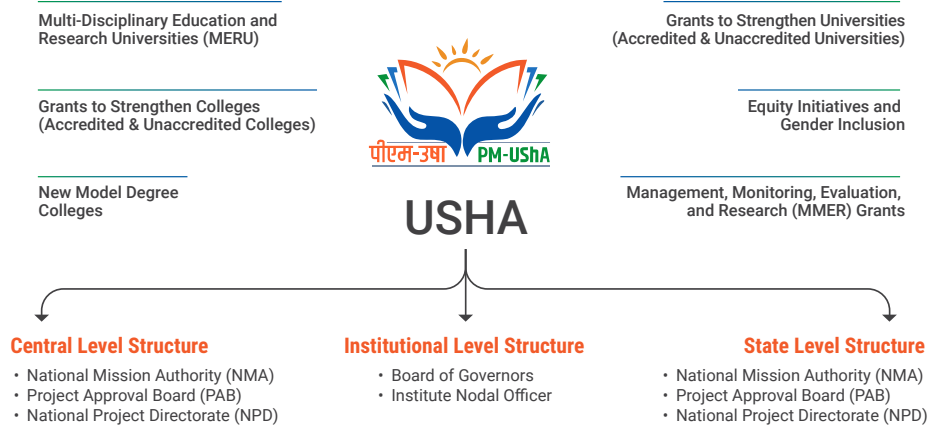 Multi-Disciplinary Education and
Research Universities (MERU)
Grants to Strengthen Colleges
(Accredited & Unaccredited Colleges)
New Model Degree
Colleges
पीएम-उषा PM-UShA
USHA
Grants to Strengthen Universities
(Accredited & Unaccredited Universities)
Equity Initiatives and
Gender Inclusion
Management, Monitoring, Evaluation,
and Research (MMER) Grants
Central Level Structure
• National Mission Authority (NMA)
• Project Approval Board (PAB)
• National Project Directorate (NPD)
Institutional Level Structure
• Board of Governors
• Institute Nodal Officer
State Level Structure
• National Mission Authority (NMA)
• Project Approval Board (PAB)
• National Project Directorate (NPD)